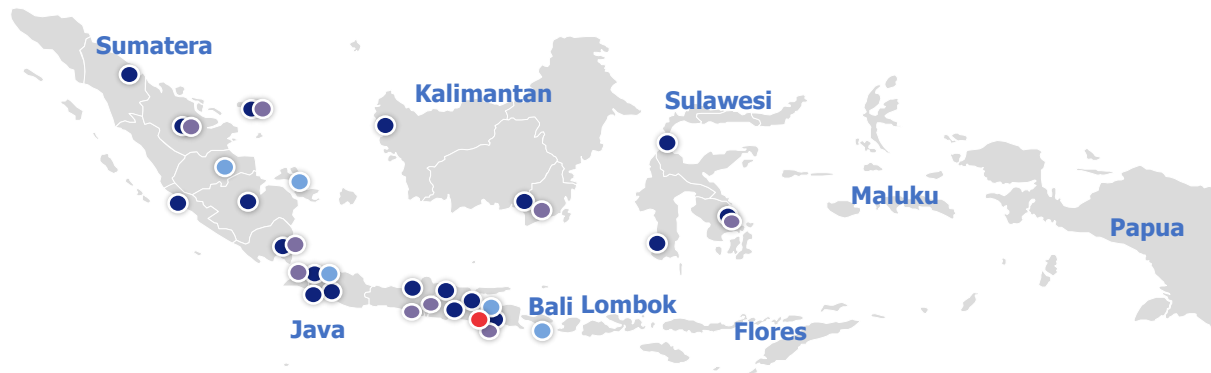 Sumatera
Kalimantan
Sulawesi
Maluku
Papua
Bali
Lombok
Java
Flores